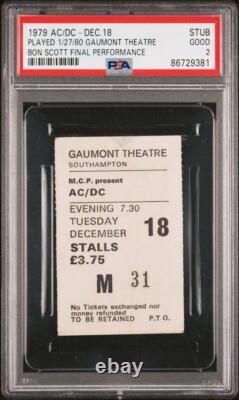 1979 AC/DC - DEC.18 STUB
PLAYED 1/27/80 GAUMONT THEATRE GOOD
BON SCOTT FINAL PERFORMANCE PSA 2
86729381
GAUMONT THEATRE
SOUTHAMPTON
M.C.P. present
AC/DC
EVENING 7.30
TUESDAY
DECEMBER 18
STALLS
£3.75
M 31
No Tickets exchanged nor
money refunded
TO BE RETAINED P.T.O.